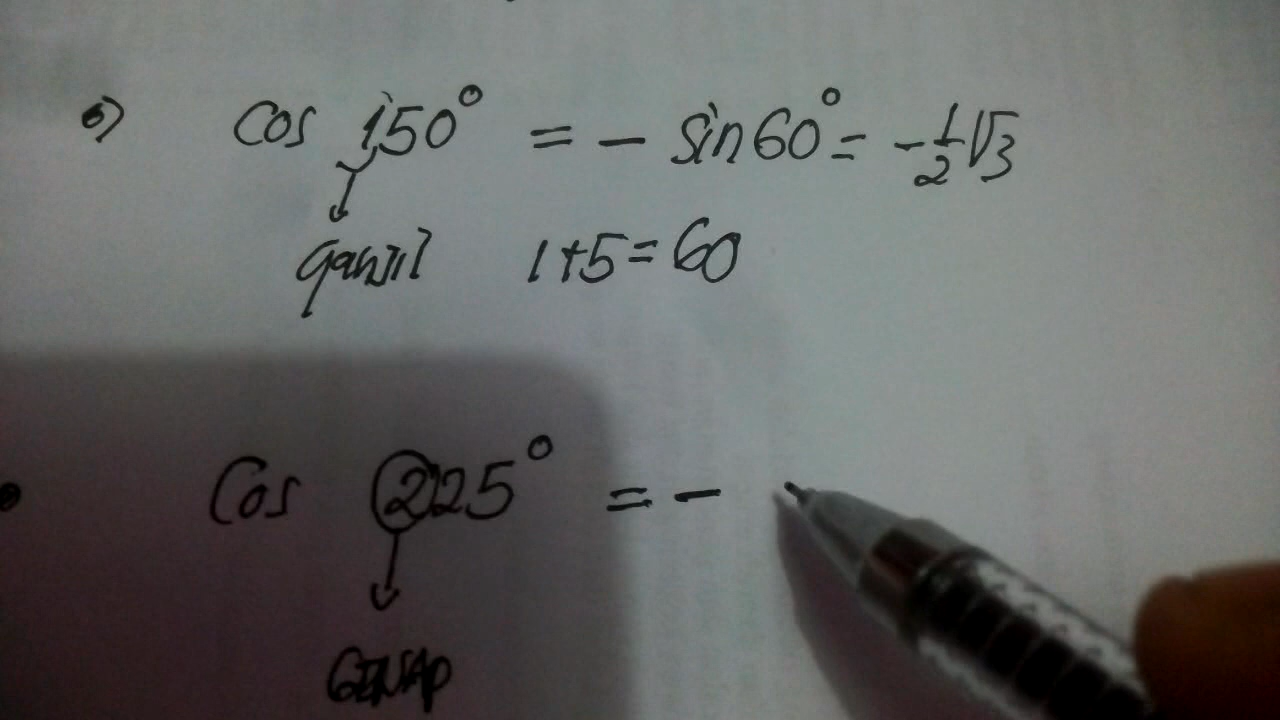 cos 150° = - sin 60° = - 1/2 √3
ganjil 1+5=60
Cos 225° = -
GENAP